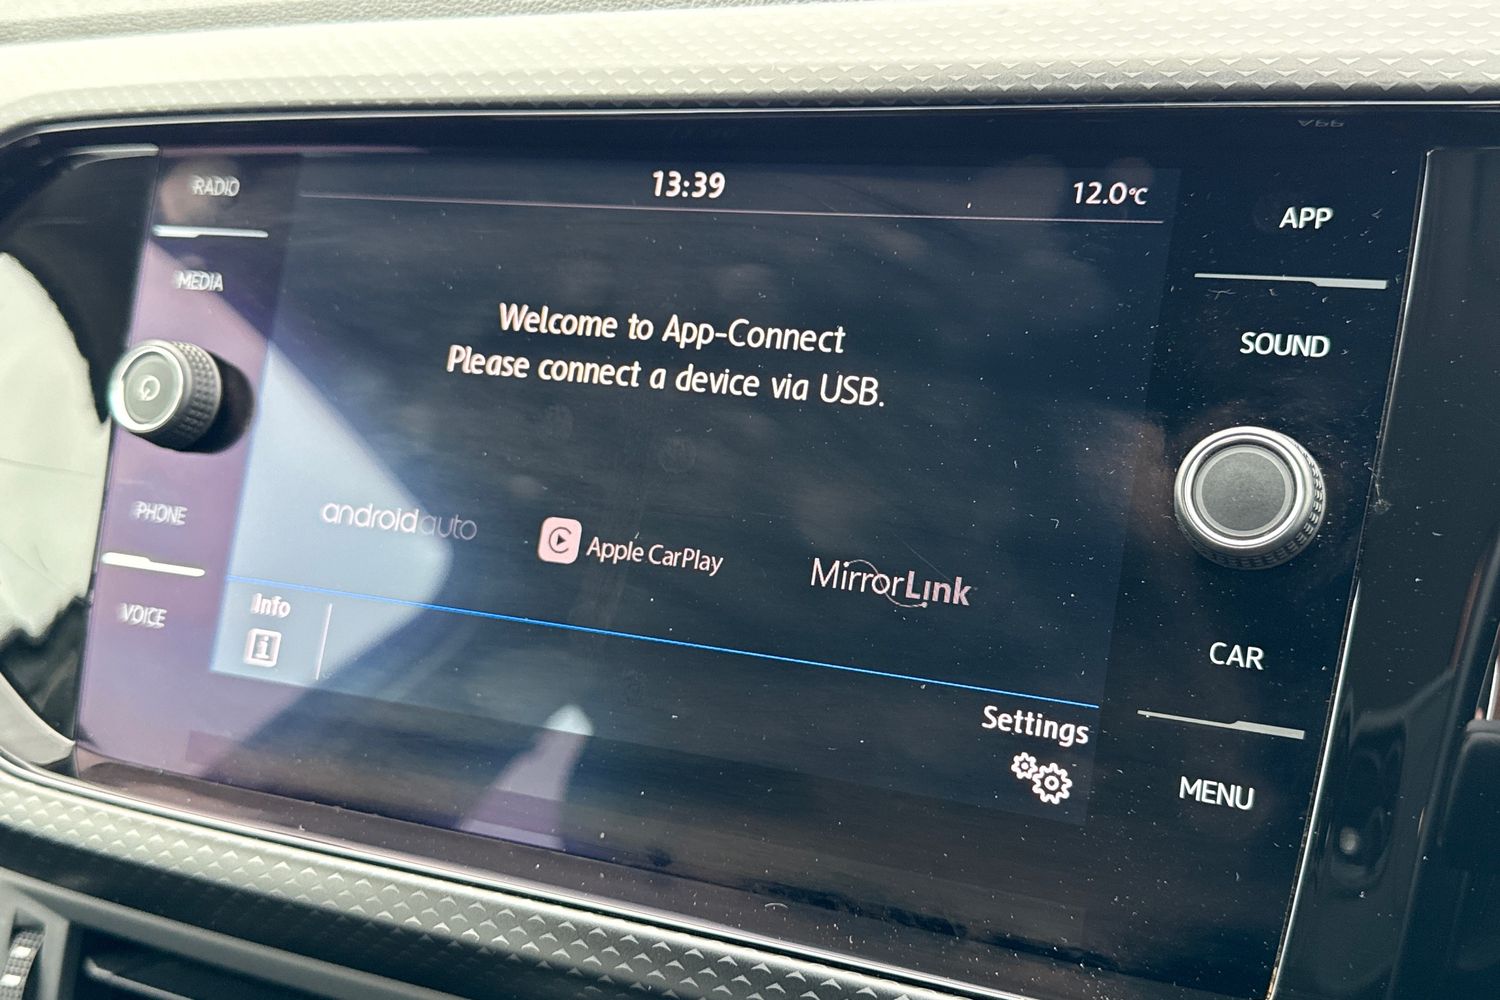 RADIO
13:39
12.0°C
APP
MEDIA
SOUND
Welcome to App-Connect
Please connect a device via USB.
PHONE
androidauto
Apple CarPlay
MirrorLink
VOICE
Info
CAR
Settings
MENU